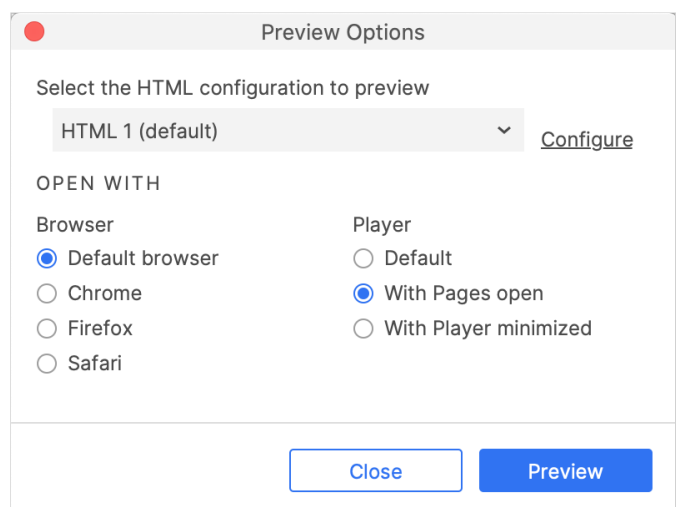 Preview Options
Select the HTML configuration to preview
HTML 1 (default)
Configure
OPEN WITH
Browser
Default browser
Chrome
Firefox
Safari
Player
Default
With Pages open
With Player minimized
Close
Preview